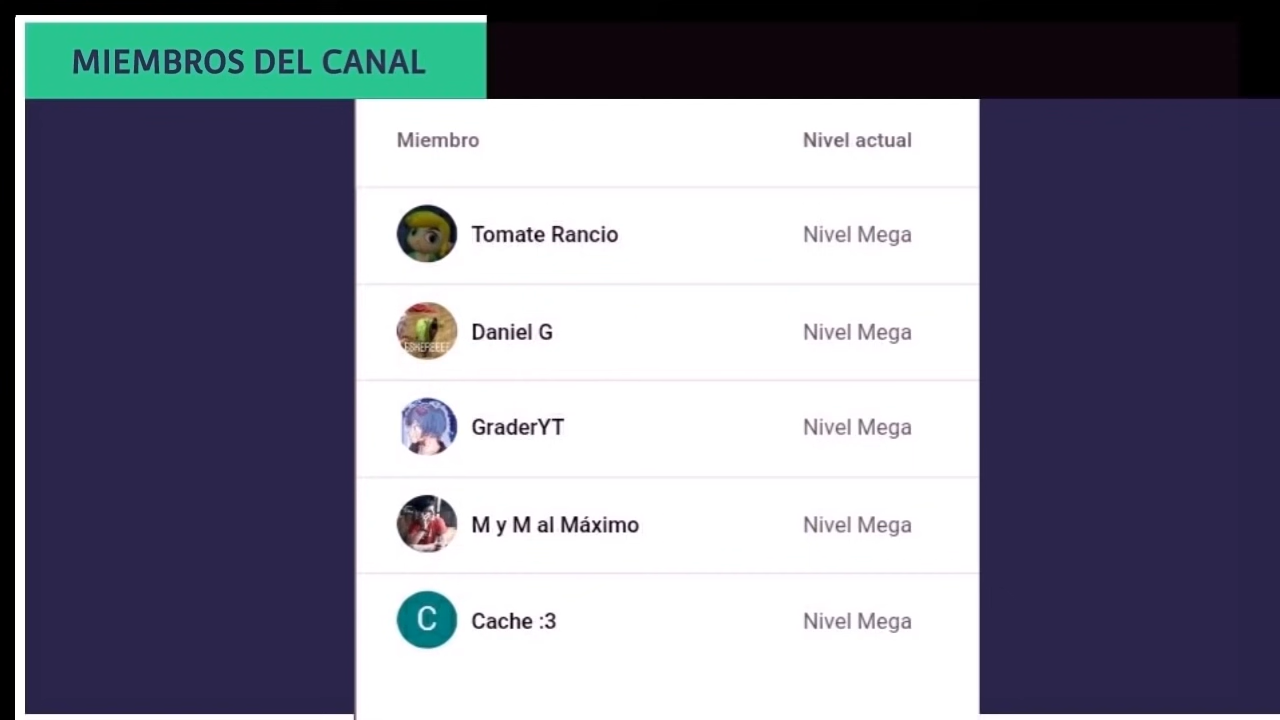 MIEMBROS DEL CANAL
Miembro Nivel actual
Tomate Rancio Nivel Mega
Daniel G Nivel Mega
ESKEREEET
GraderYT Nivel Mega
M y M al Máximo Nivel Mega
C Cache :3 Nivel Mega